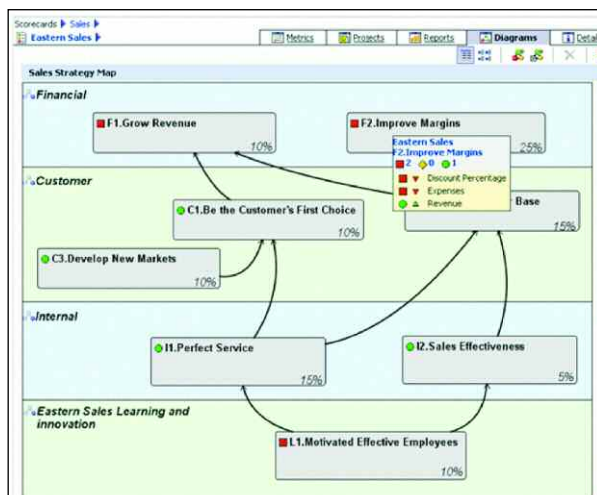 Scorecards Sales
Eastern Sales
Metrics Projects Reports Diagrams
Sales Strategy Map
Financial
F1.Grow Revenue
10%
F2.Improve Margins
25%
Eastern Sales
F2.Improve Margins
2 0 1
Discount Percentage
Expenses
Revenue
Customer
C1.Be the Customer's First Choice
10%
Base
15%
C3.Develop New Markets
10%
Internal
I1.Perfect Service
15%
I2.Sales Effectiveness
5%
Eastern Sales Learning and
innovation
L1.Motivated Effective Employees
10%